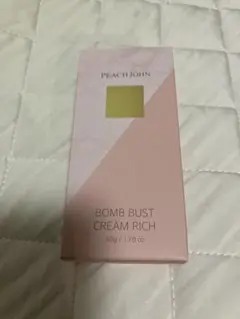 PEACH JOHN
BOMB BUST
CREAM RICH